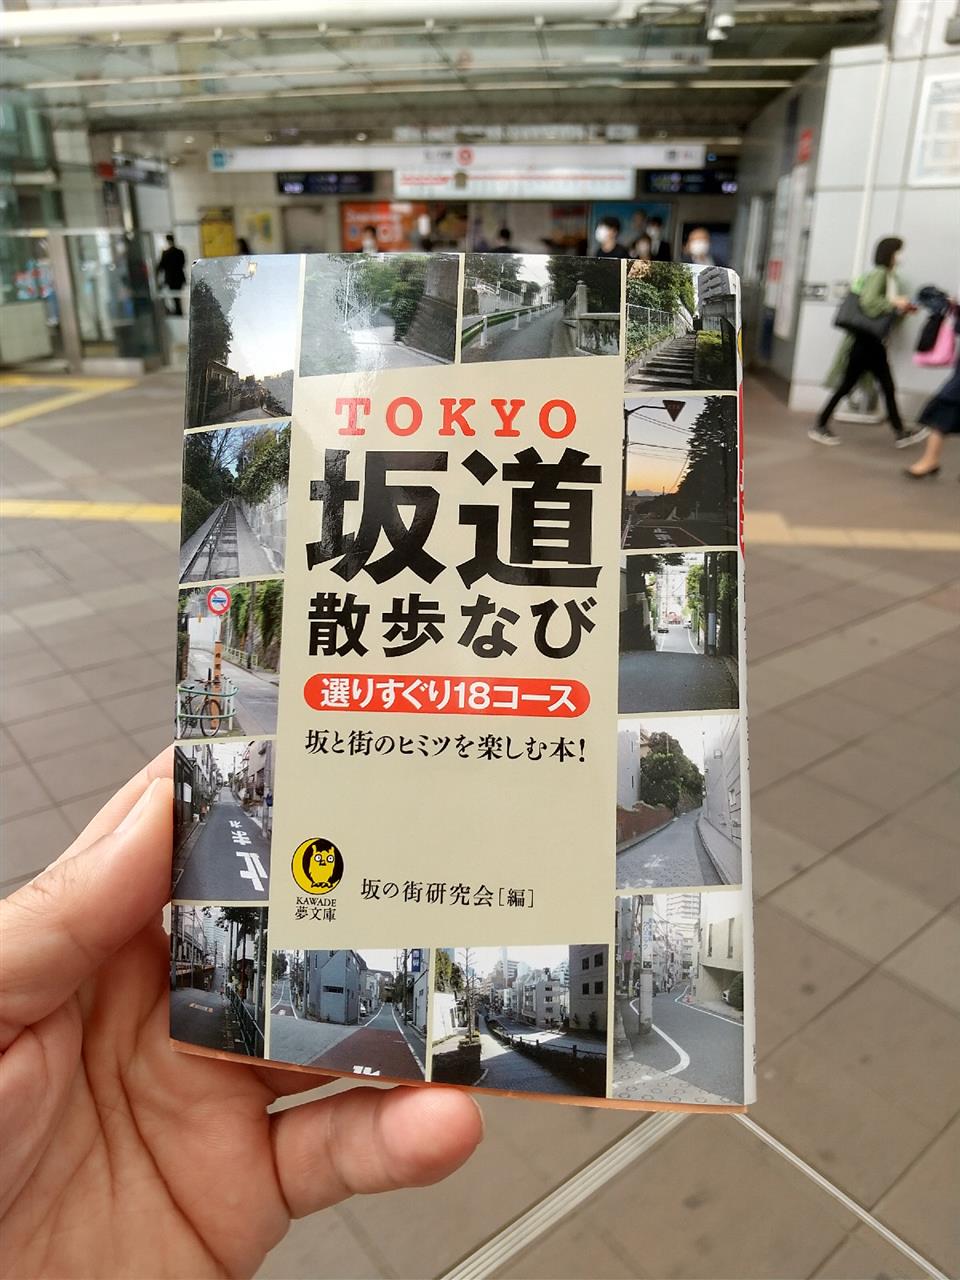 TOKYO
坂道
散歩なび
選りすぐり18コース
坂と街のヒミツを楽しむ本!
KAWADE
夢文庫
坂の街研究会[編]